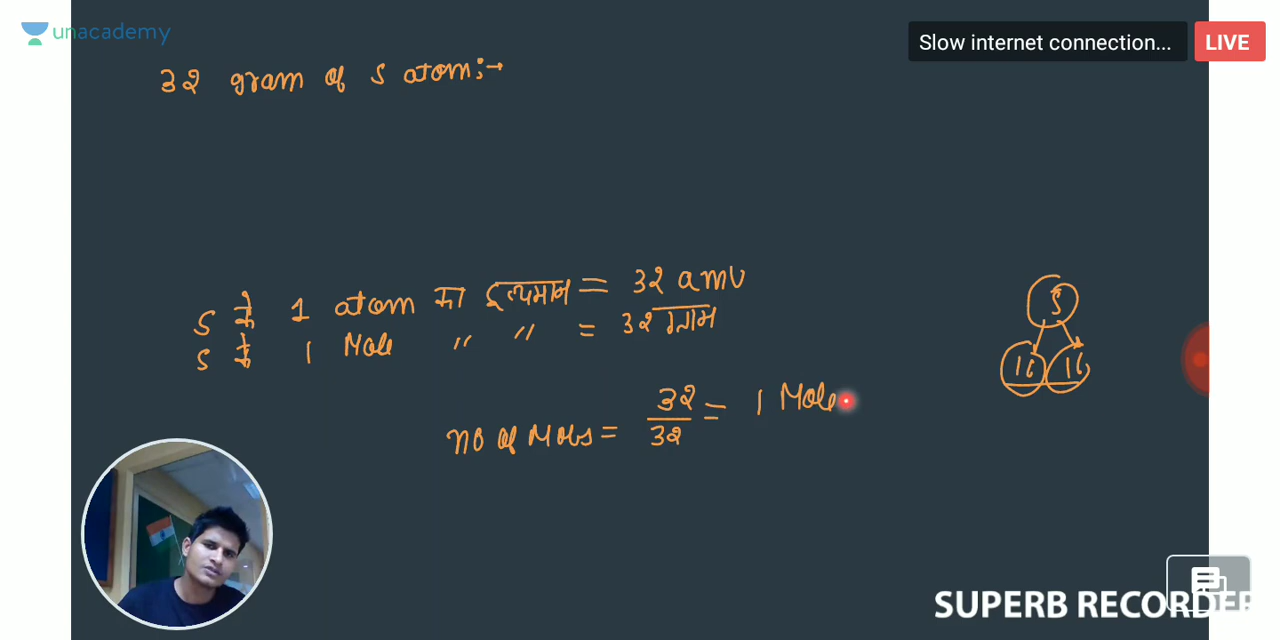 unacademy
Slow internet connection...
LIVE
32 gram of S atom:→
S के 1 atom का द्रव्यमान = 32 amu
S के 1 Mole " " = 32 ग्राम
S
16 16
no of Moles = 32/32 = 1 Mole
SUPERB RECORDER